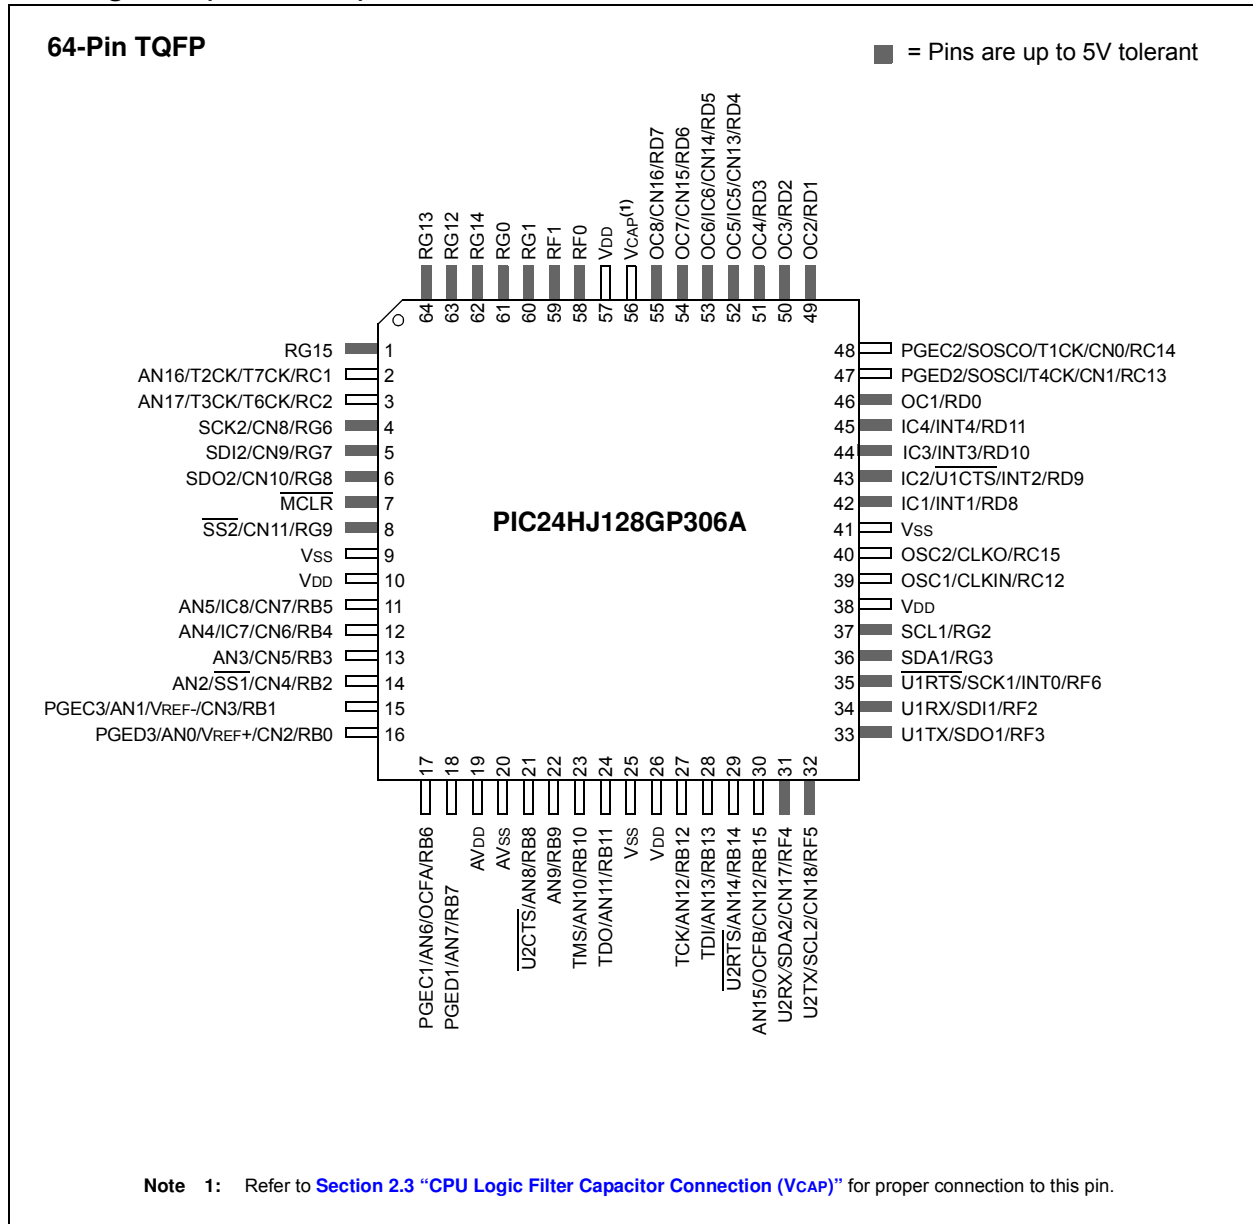 64-Pin TQFP
= Pins are up to 5V tolerant
RG13
RG12
RG14
RG0
RG1
RF1
RF0
VDD
VCAP(1)
OC8/CN16/RD7
OC7/CN15/RD6
OC6/IC6/CN14/RD5
OC5/IC5/CN13/RD4
OC4/RD3
OC3/RD2
OC2/RD1
64
63
62
61
60
59
58
57
56
55
54
53
52
51
50
49
RG15 1
AN16/T2CK/T7CK/RC1 2
AN17/T3CK/T6CK/RC2 3
SCK2/CN8/RG6 4
SDI2/CN9/RG7 5
SDO2/CN10/RG8 6
MCLR 7
SS2/CN11/RG9 8
VSS 9
VDD 10
AN5/IC8/CN7/RB5 11
AN4/IC7/CN6/RB4 12
AN3/CN5/RB3 13
AN2/SS1/CN4/RB2 14
PGEC3/AN1/VREF-/CN3/RB1 15
PGED3/AN0/VREF+/CN2/RB0 16
PIC24HJ128GP306A
48 PGEC2/SOSCO/T1CK/CN0/RC14
47 PGED2/SOSCI/T4CK/CN1/RC13
46 OC1/RD0
45 IC4/INT4/RD11
44 IC3/INT3/RD10
43 IC2/U1CTS/INT2/RD9
42 IC1/INT1/RD8
41 VSS
40 OSC2/CLKO/RC15
39 OSC1/CLKIN/RC12
38 VDD
37 SCL1/RG2
36 SDA1/RG3
35 U1RTS/SCK1/INT0/RF6
34 U1RX/SDI1/RF2
33 U1TX/SDO1/RF3
17
18
19
20
21
22
23
24
25
26
27
28
29
30
31
32
PGEC1/AN6/OCFA/RB6
PGED1/AN7/RB7
AVDD
AVSS
U2CTS/AN8/RB8
AN9/RB9
TMS/AN10/RB10
TDO/AN11/RB11
VSS
VDD
TCK/AN12/RB12
TDI/AN13/RB13
U2RTS/AN14/RB14
AN15/OCFB/CN12/RB15
U2RX/SDA2/CN17/RF4
U2TX/SCL2/CN18/RF5
Note 1: Refer to Section 2.3 “CPU Logic Filter Capacitor Connection (VCAP)” for proper connection to this pin.